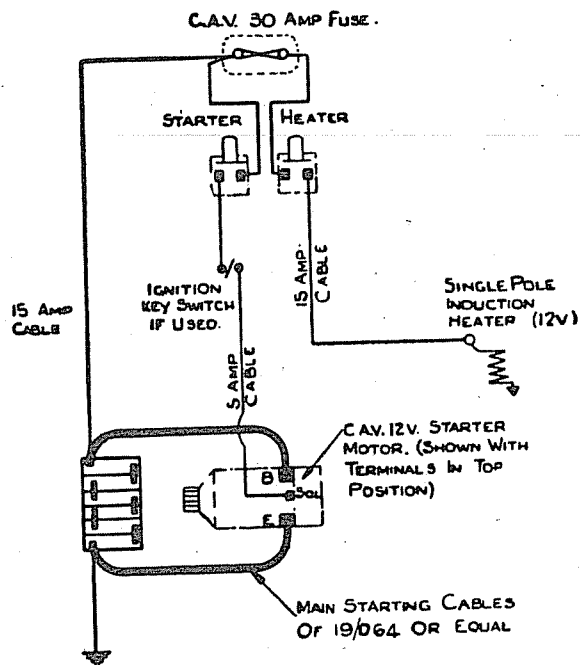 C.A.V. 30 AMP FUSE.
STARTER
HEATER
15 AMP
CABLE
IGNITION
KEY SWITCH
IF USED.
15 AMP.
CABLE
SINGLE POLE
INDUCTION
HEATER (12V)
5 AMP
CABLE
C.A.V. 12V. STARTER
MOTOR. (SHOWN WITH
TERMINALS IN TOP
POSITION)
B
SOL
E
MAIN STARTING CABLES
OF 19/064 OR EQUAL